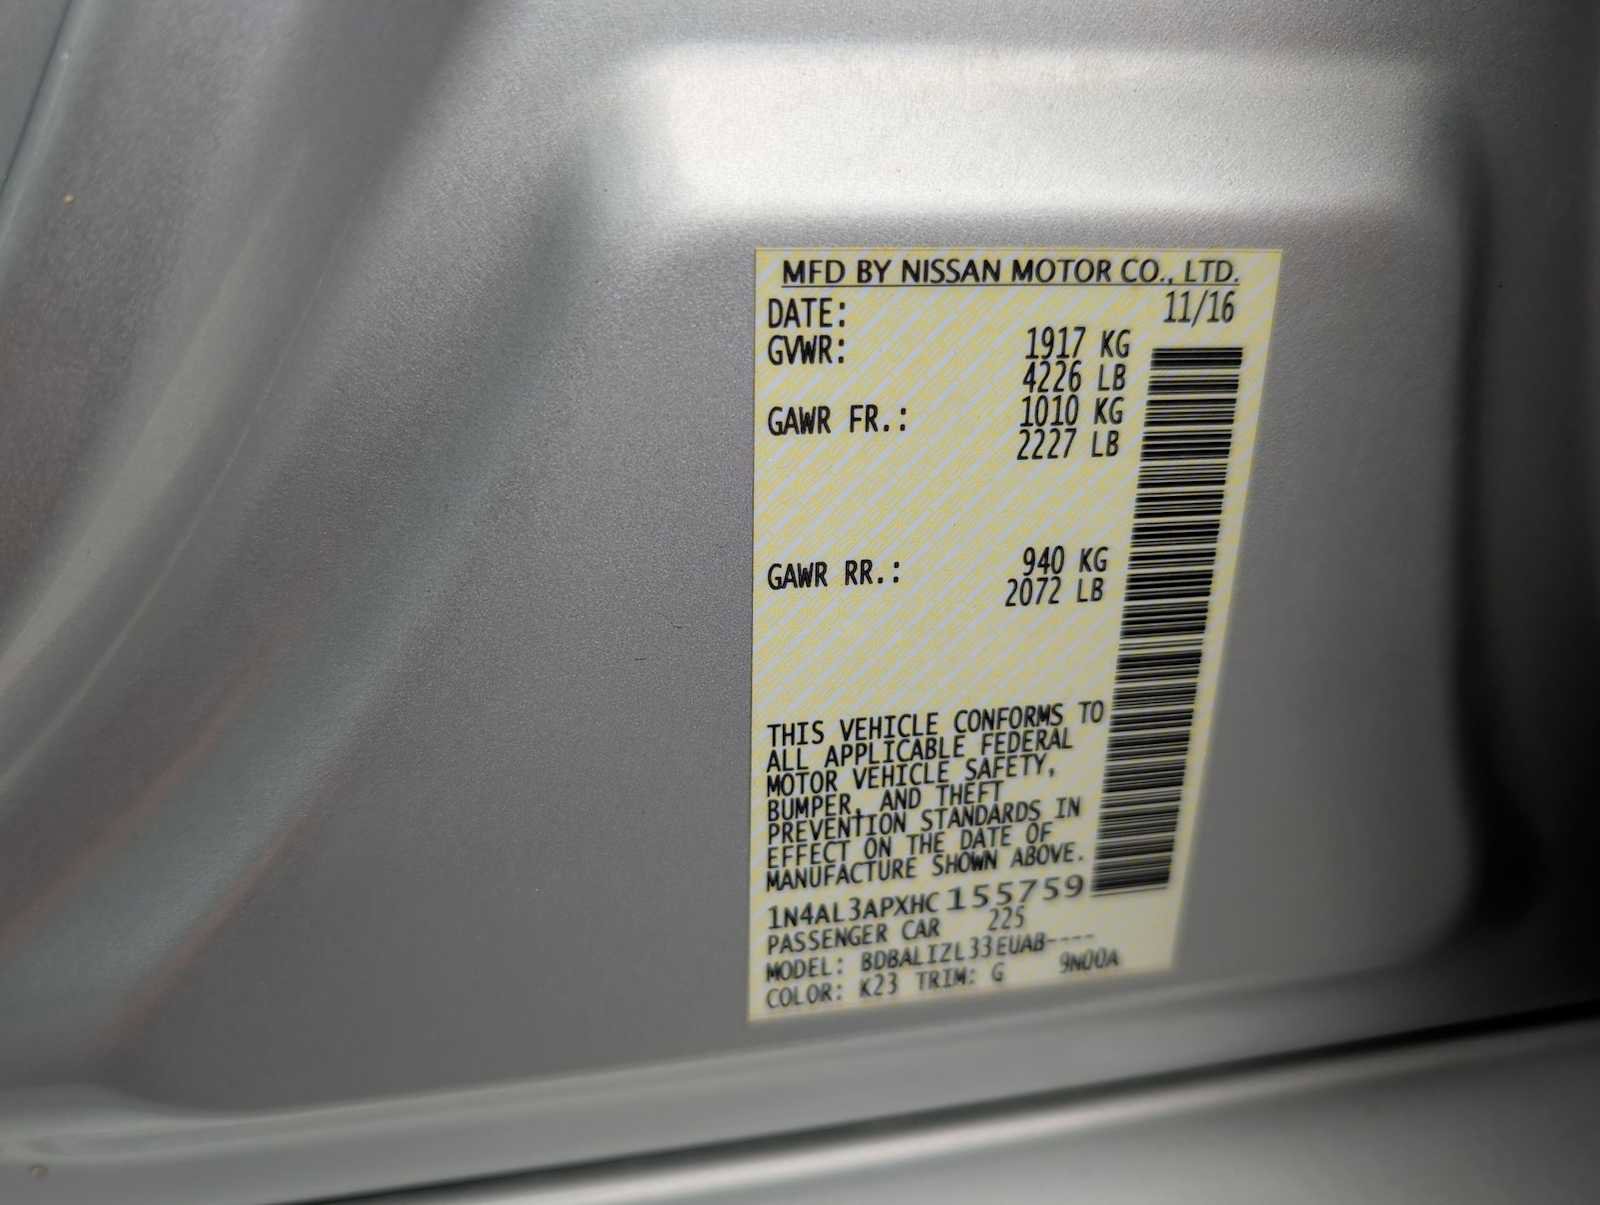 MFD BY NISSAN MOTOR CO., LTD.
DATE: 11/16
GVWR: 1917 KG
4226 LB
GAWR FR.: 1010 KG
2227 LB
GAWR RR.: 940 KG
2072 LB
THIS VEHICLE CONFORMS TO
ALL APPLICABLE FEDERAL
MOTOR VEHICLE SAFETY,
BUMPER, AND THEFT
PREVENTION STANDARDS IN
EFFECT ON THE DATE OF
MANUFACTURE SHOWN ABOVE.
1N4AL3APXHC155759
PASSENGER CAR 225
MODEL: BDBALIZL33EUAB----
COLOR: K23 TRIM: G 9N00A